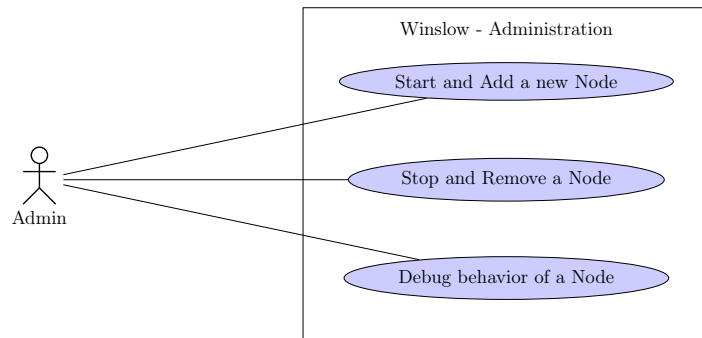 Winslow - Administration
Start and Add a new Node
Stop and Remove a Node
Admin
Debug behavior of a Node